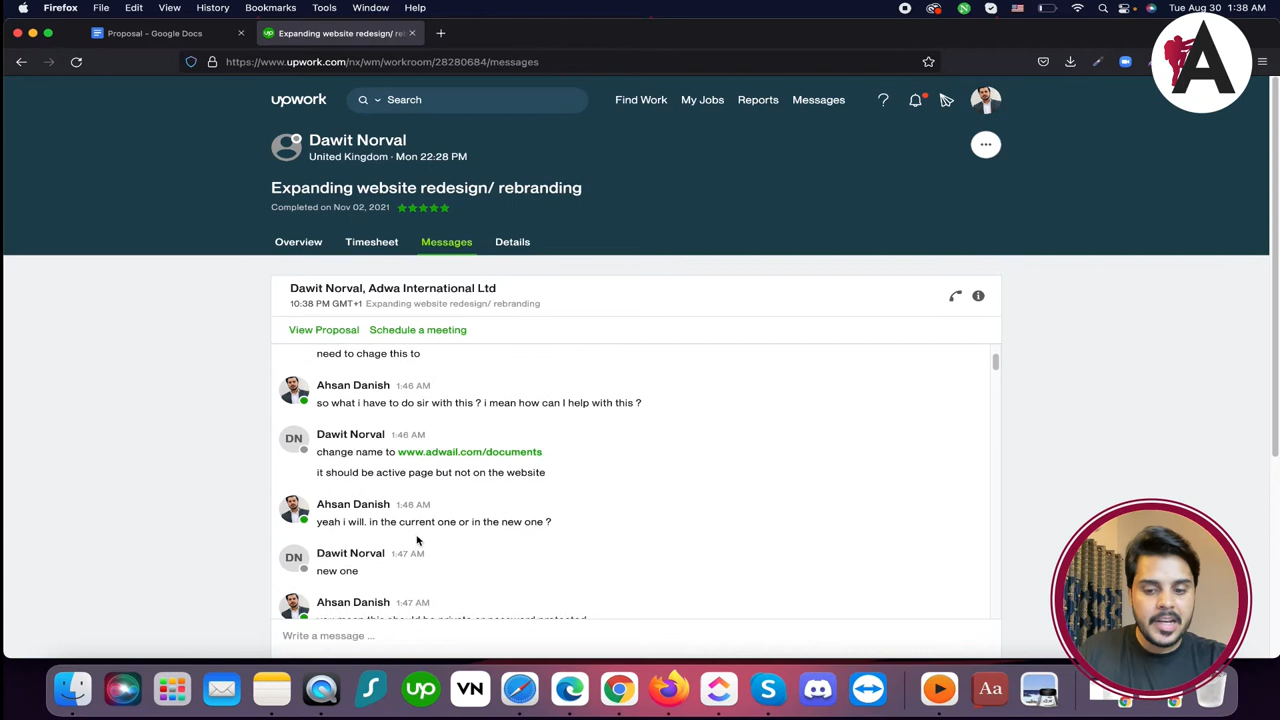 Firefox File Edit View History Bookmarks Tools Window Help
Tue Aug 30 1:38 AM
Proposal – Google Docs
Expanding website redesign/ re
https://www.upwork.com/nx/wm/workroom/28280684/messages
A
upwork
Search
Find Work My Jobs Reports Messages
Dawit Norval
United Kingdom · Mon 22:28 PM
Expanding website redesign/ rebranding
Completed on Nov 02, 2021
Overview Timesheet Messages Details
Dawit Norval, Adwa International Ltd
10:38 PM GMT+1 Expanding website redesign/ rebranding
View Proposal Schedule a meeting
need to chage this to
Ahsan Danish 1:46 AM
so what i have to do sir with this ? i mean how can I help with this ?
DN
Dawit Norval 1:46 AM
change name to www.adwail.com/documents
it should be active page but not on the website
Ahsan Danish 1:46 AM
yeah i will. in the current one or in the new one ?
DN
Dawit Norval 1:47 AM
new one
Ahsan Danish 1:47 AM
Write a message ...
up VN Aa